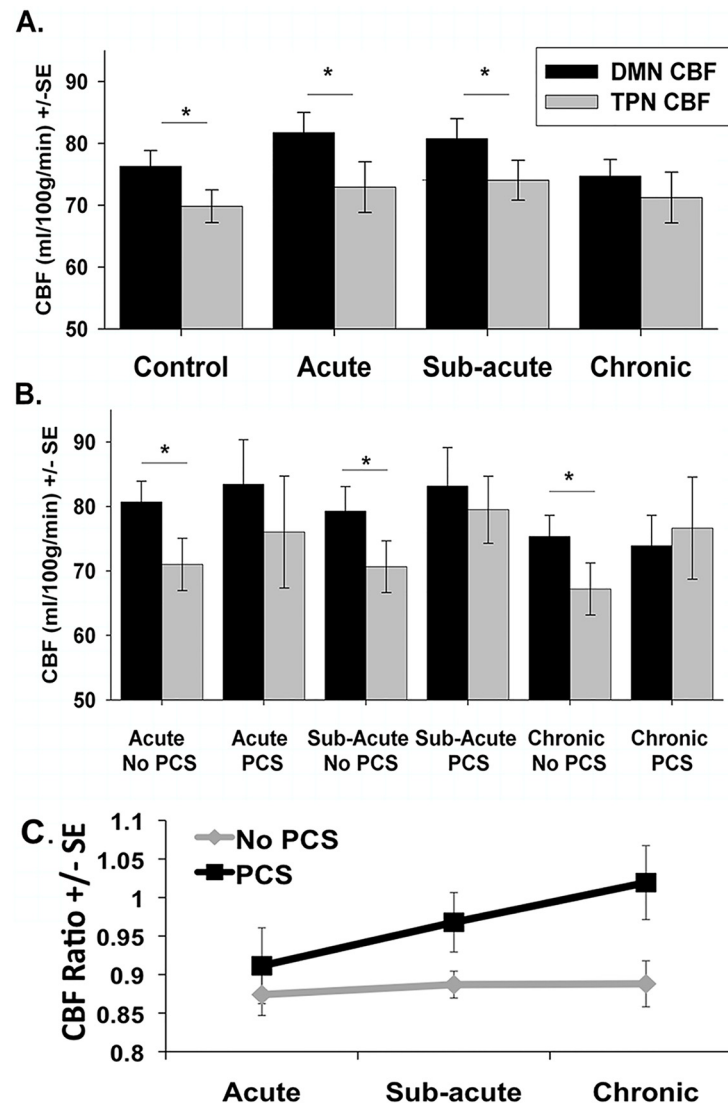 A.
CBF (ml/100g/min) +/-SE
90
80
70
60
50
* * *
DMN CBF
TPN CBF
Control Acute Sub-acute Chronic
B.
CBF (ml/100g/min) +/- SE
90
80
70
60
50
* * *
Acute Acute Sub-Acute Sub-Acute Chronic Chronic
No PCS PCS No PCS PCS No PCS PCS
C.
CBF Ratio +/- SE
1.1
1.05
1
0.95
0.9
0.85
0.8
No PCS
PCS
Acute Sub-acute Chronic